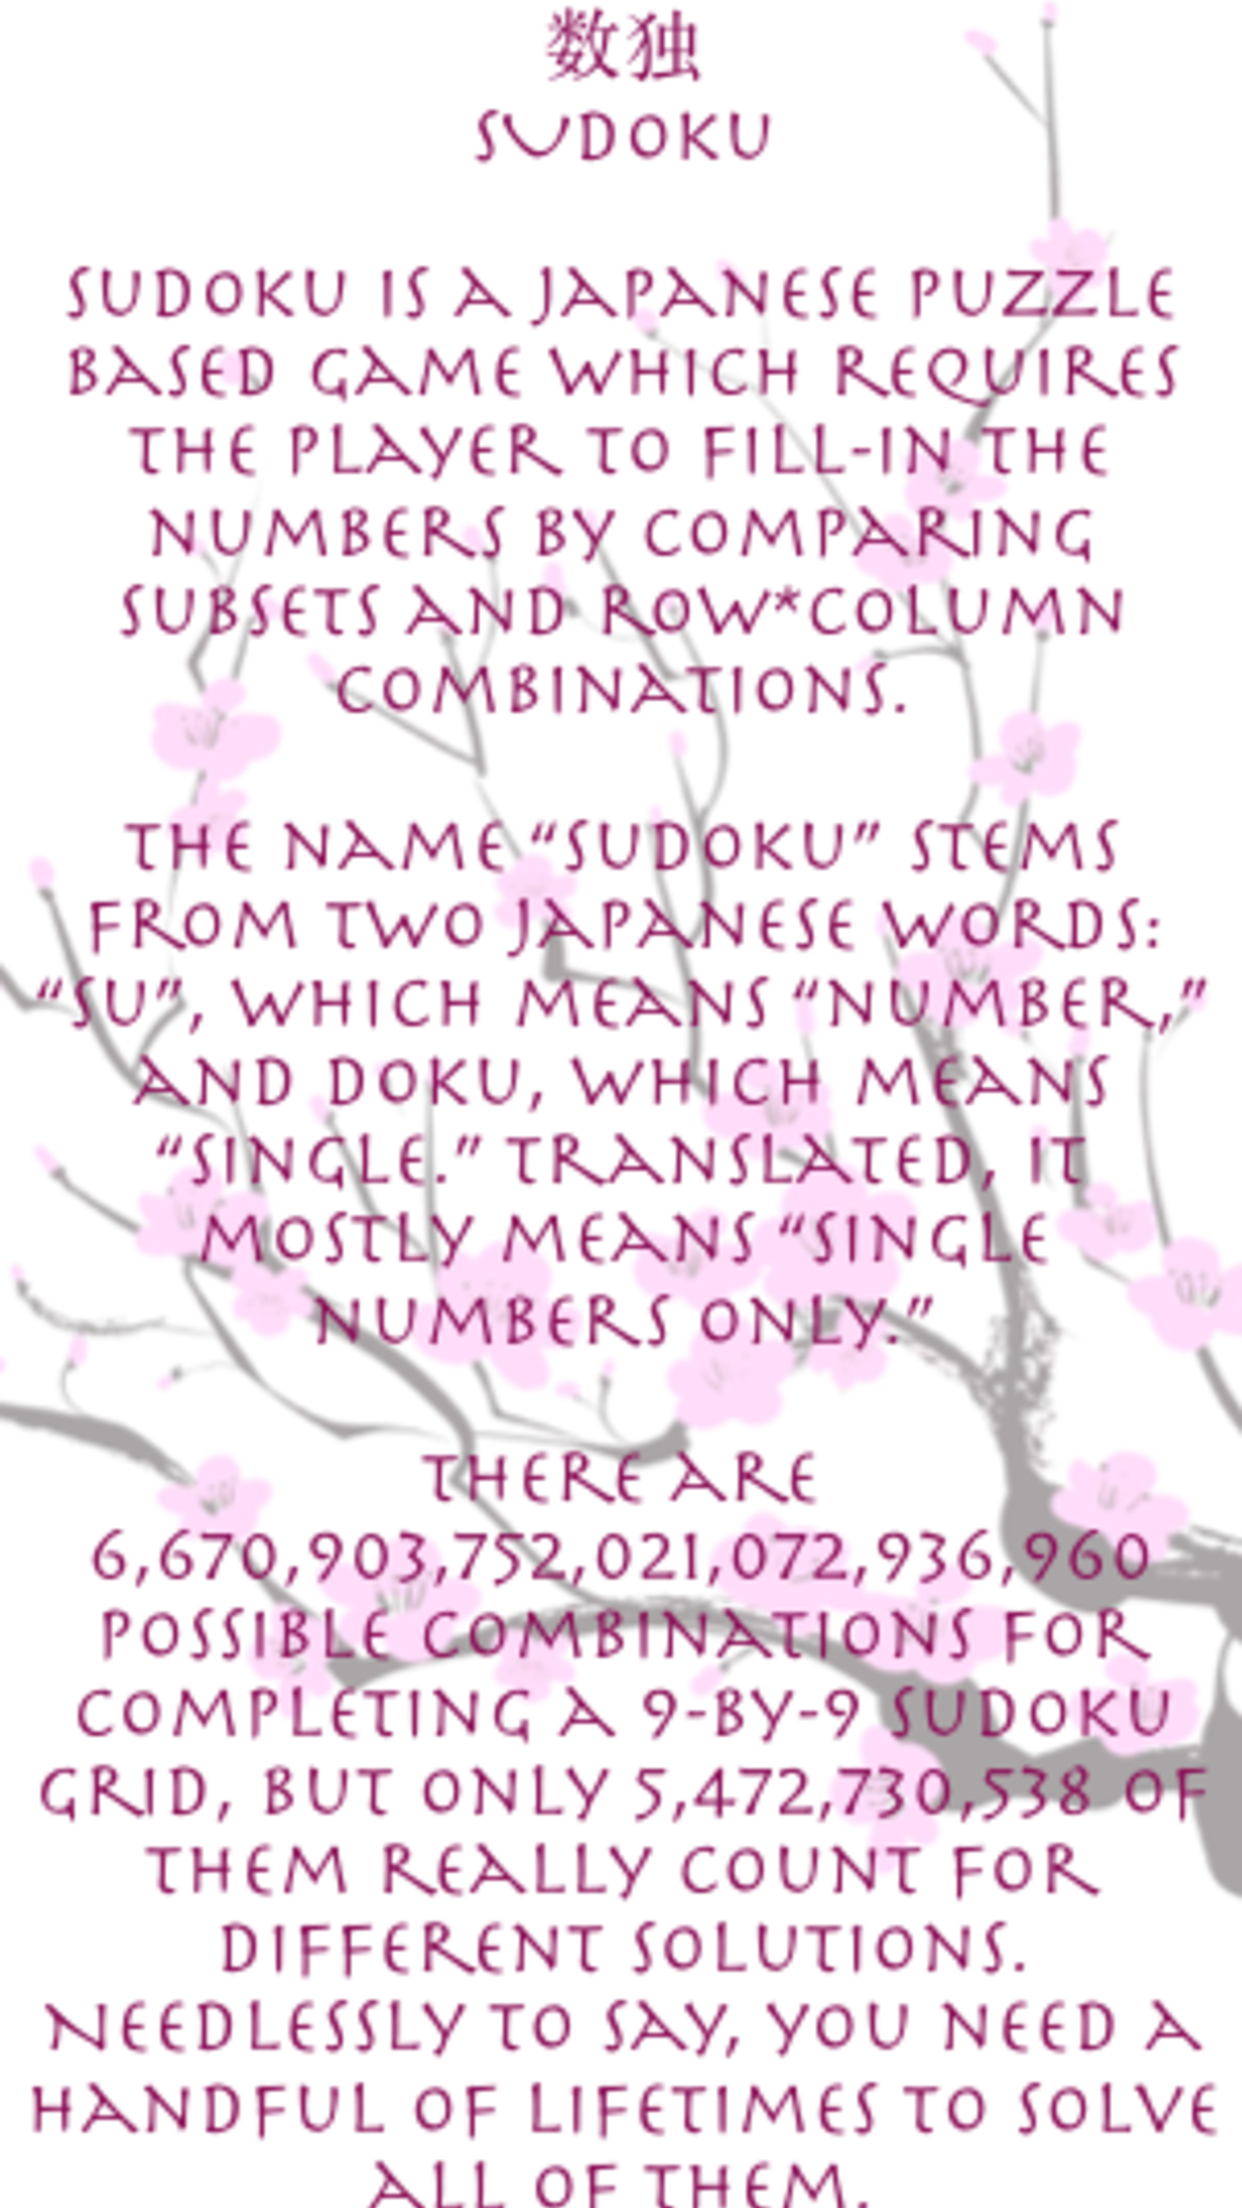 数独
SUDOKU
SUDOKU IS A JAPANESE PUZZLE
BASED GAME WHICH REQUIRES
THE PLAYER TO FILL-IN THE
NUMBERS BY COMPARING
SUBSETS AND ROW*COLUMN
COMBINATIONS.
THE NAME “SUDOKU” STEMS
FROM TWO JAPANESE WORDS:
“SU”, WHICH MEANS “NUMBER,”
AND DOKU, WHICH MEANS
“SINGLE.” TRANSLATED, IT
MOSTLY MEANS “SINGLE
NUMBERS ONLY.”
THERE ARE
6,670,903,752,021,072,936,960
POSSIBLE COMBINATIONS FOR
COMPLETING A 9-BY-9 SUDOKU
GRID, BUT ONLY 5,472,730,538 OF
THEM REALLY COUNT FOR
DIFFERENT SOLUTIONS.
NEEDLESSLY TO SAY, YOU NEED A
HANDFUL OF LIFETIMES TO SOLVE
ALL OF THEM.